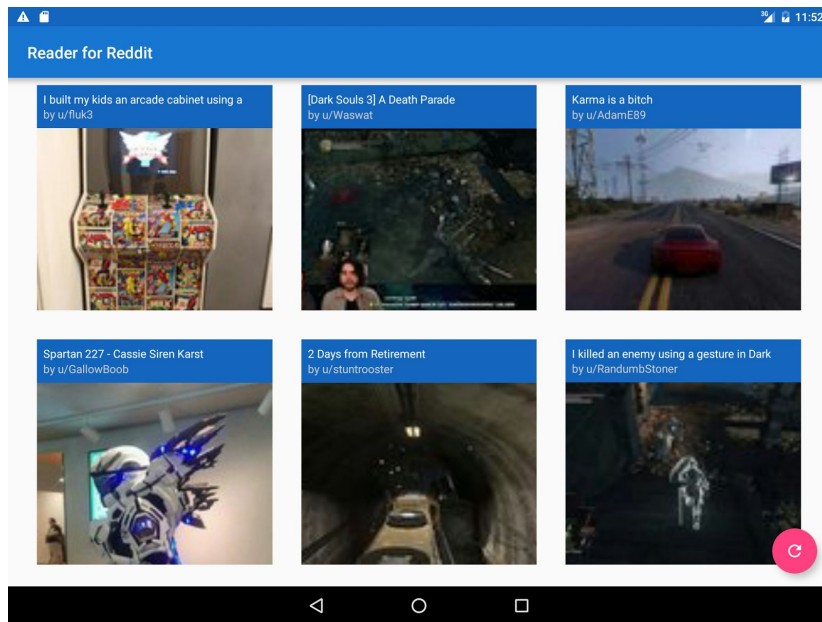 3G
11:52
Reader for Reddit
I built my kids an arcade cabinet using a
by u/fluk3
[Dark Souls 3] A Death Parade
by u/Waswat
Karma is a bitch
by u/AdamE89
Spartan 227 - Cassie Siren Karst
by u/GallowBoob
2 Days from Retirement
by u/stuntrooster
I killed an enemy using a gesture in Dark
by u/RandumbStoner